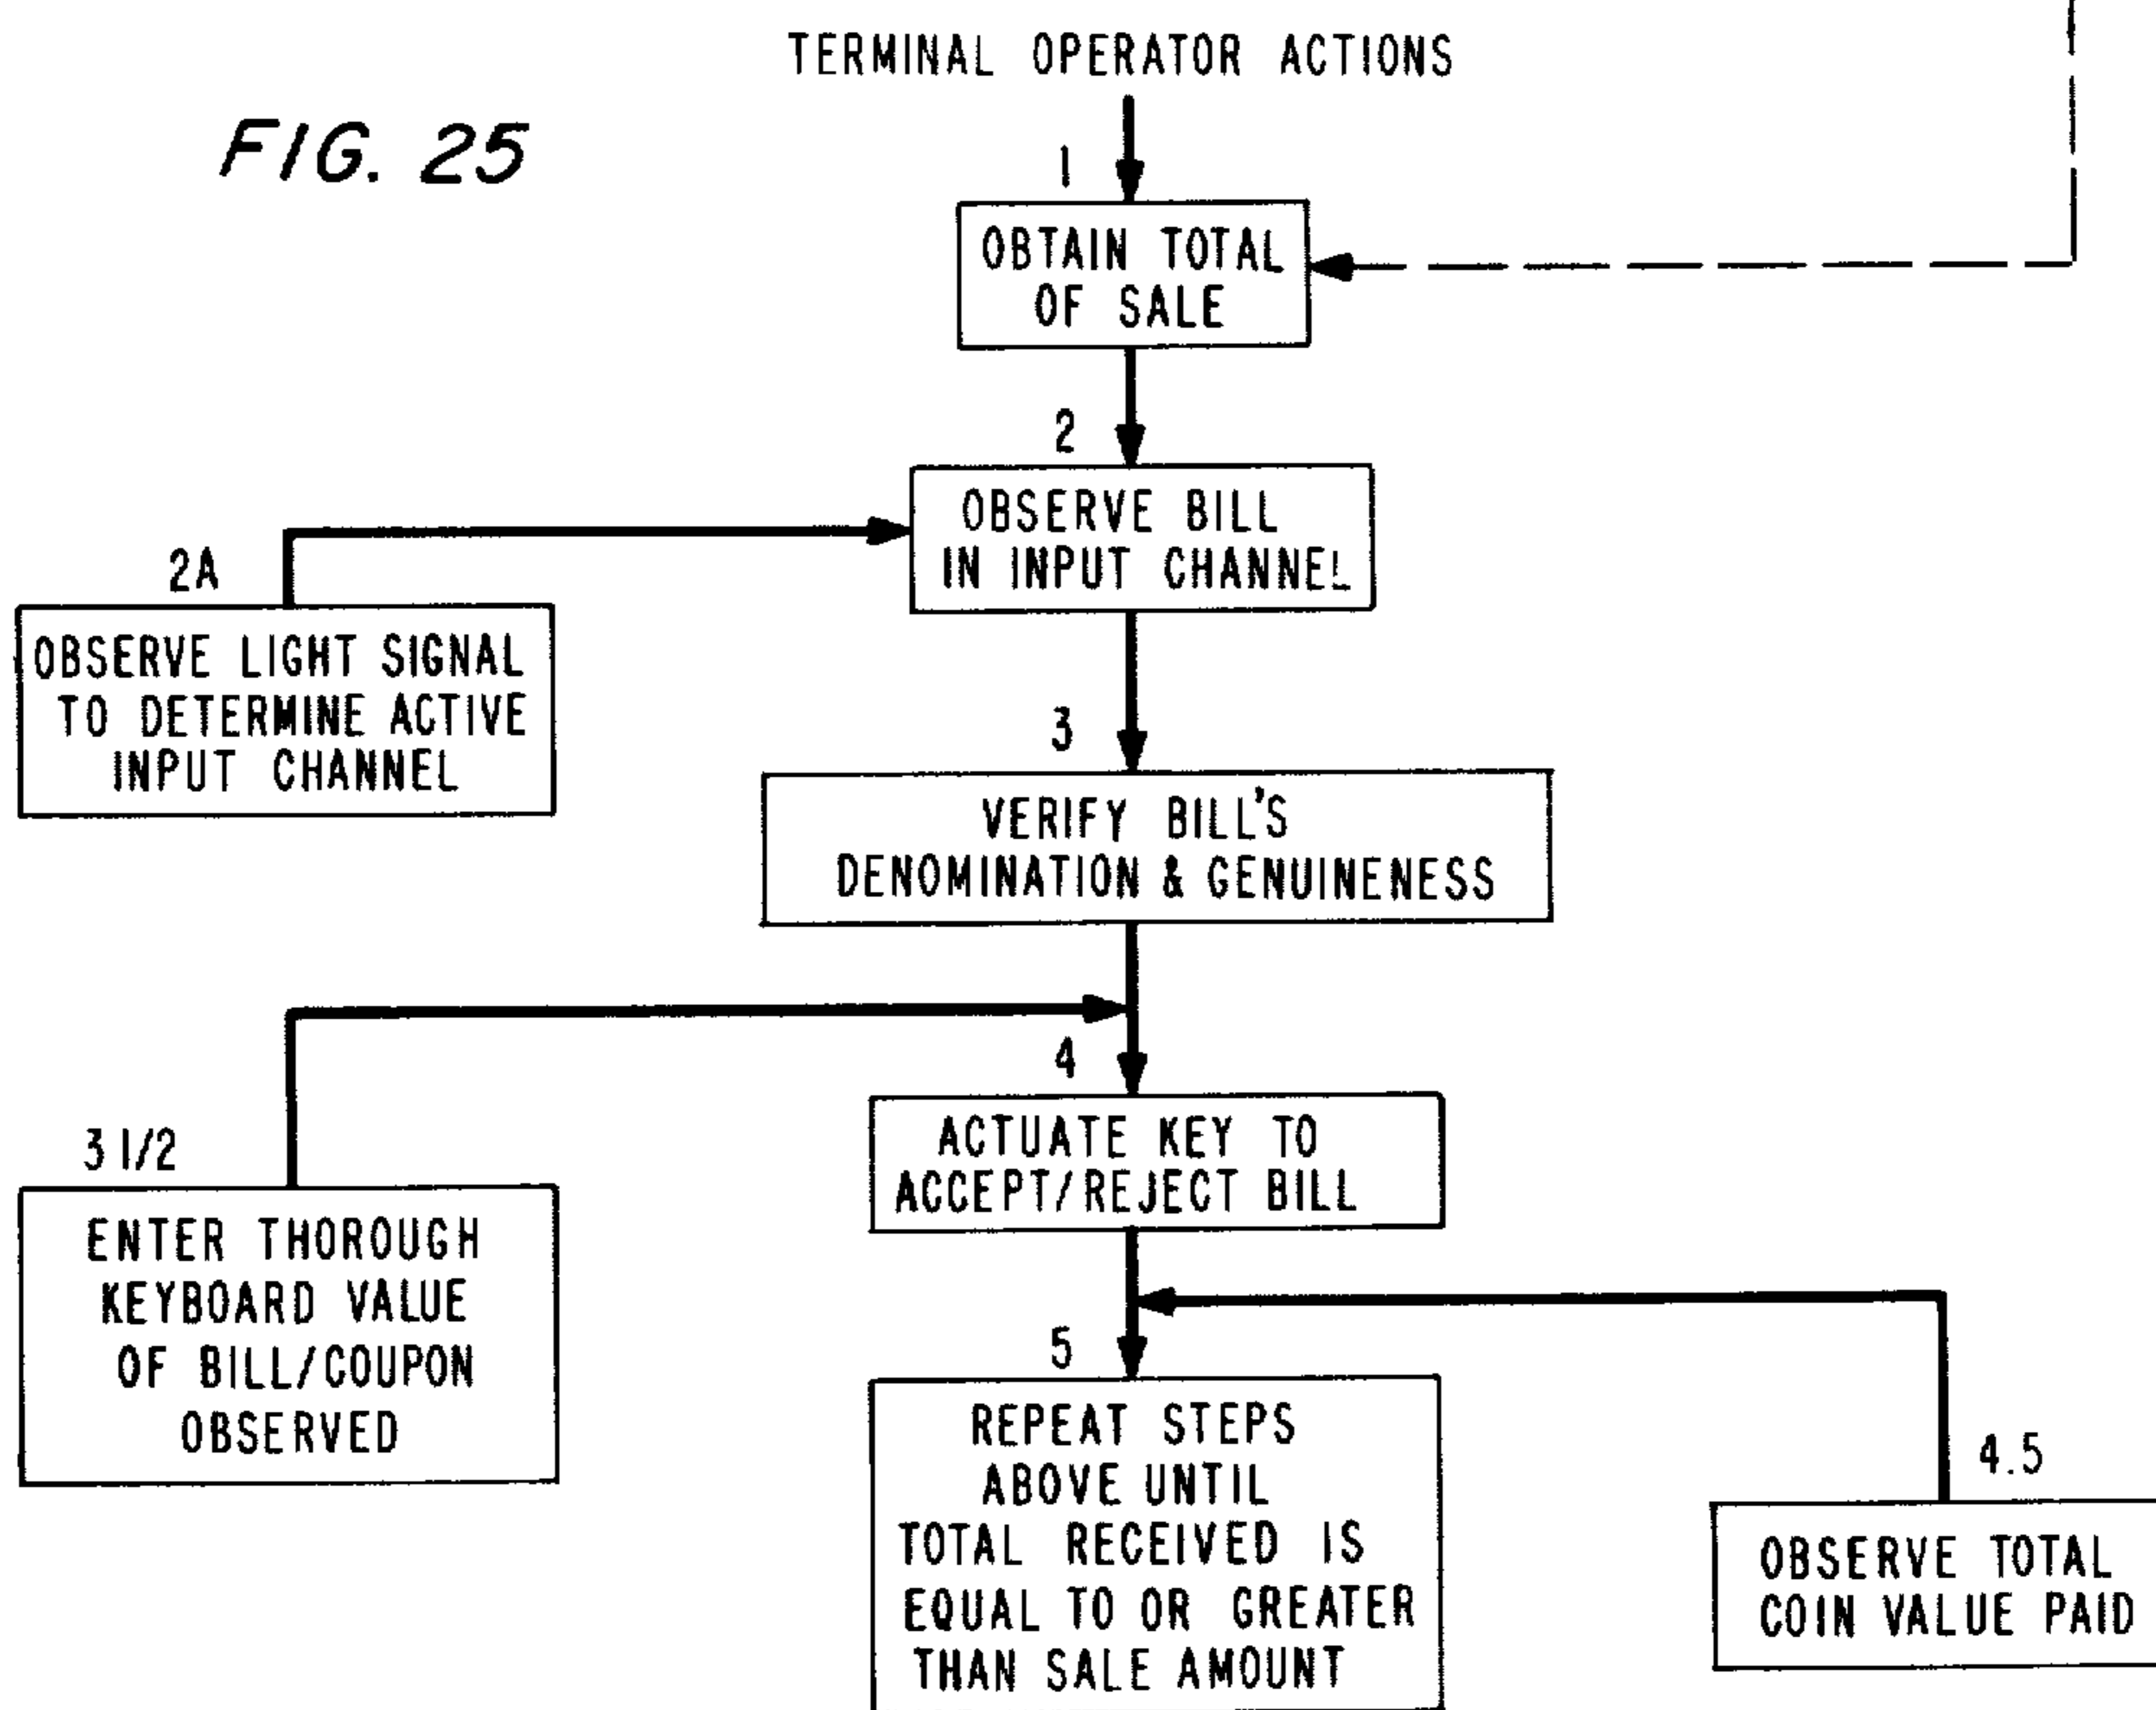 TERMINAL OPERATOR ACTIONS
FIG. 25
1
OBTAIN TOTAL
OF SALE
2
OBSERVE BILL
IN INPUT CHANNEL
2A
OBSERVE LIGHT SIGNAL
TO DETERMINE ACTIVE
INPUT CHANNEL
3
VERIFY BILL'S
DENOMINATION & GENUINENESS
4
ACTUATE KEY TO
ACCEPT/REJECT BILL
3 1/2
ENTER THOROUGH
KEYBOARD VALUE
OF BILL/COUPON
OBSERVED
5
REPEAT STEPS
ABOVE UNTIL
TOTAL RECEIVED IS
EQUAL TO OR GREATER
THAN SALE AMOUNT
4.5
OBSERVE TOTAL
COIN VALUE PAID